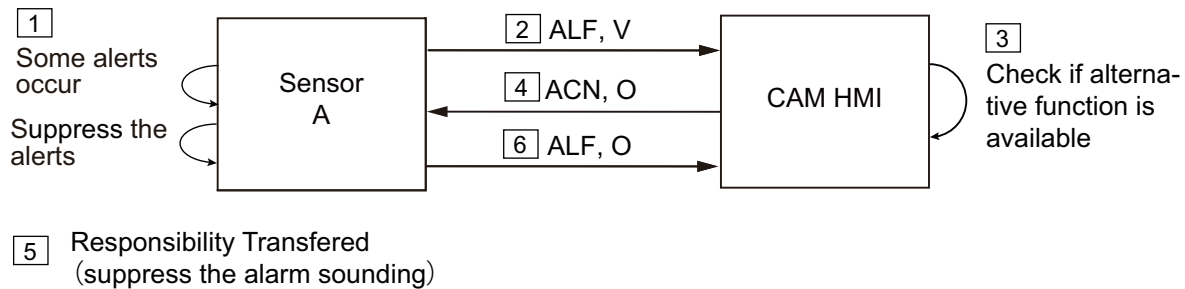 1
Some alerts
occur
Suppress the
alerts
Sensor
A
2 ALF, V
4 ACN, O
6 ALF, O
CAM HMI
3
Check if alterna-
tive function is
available
5 Responsibility Transfered
(suppress the alarm sounding)